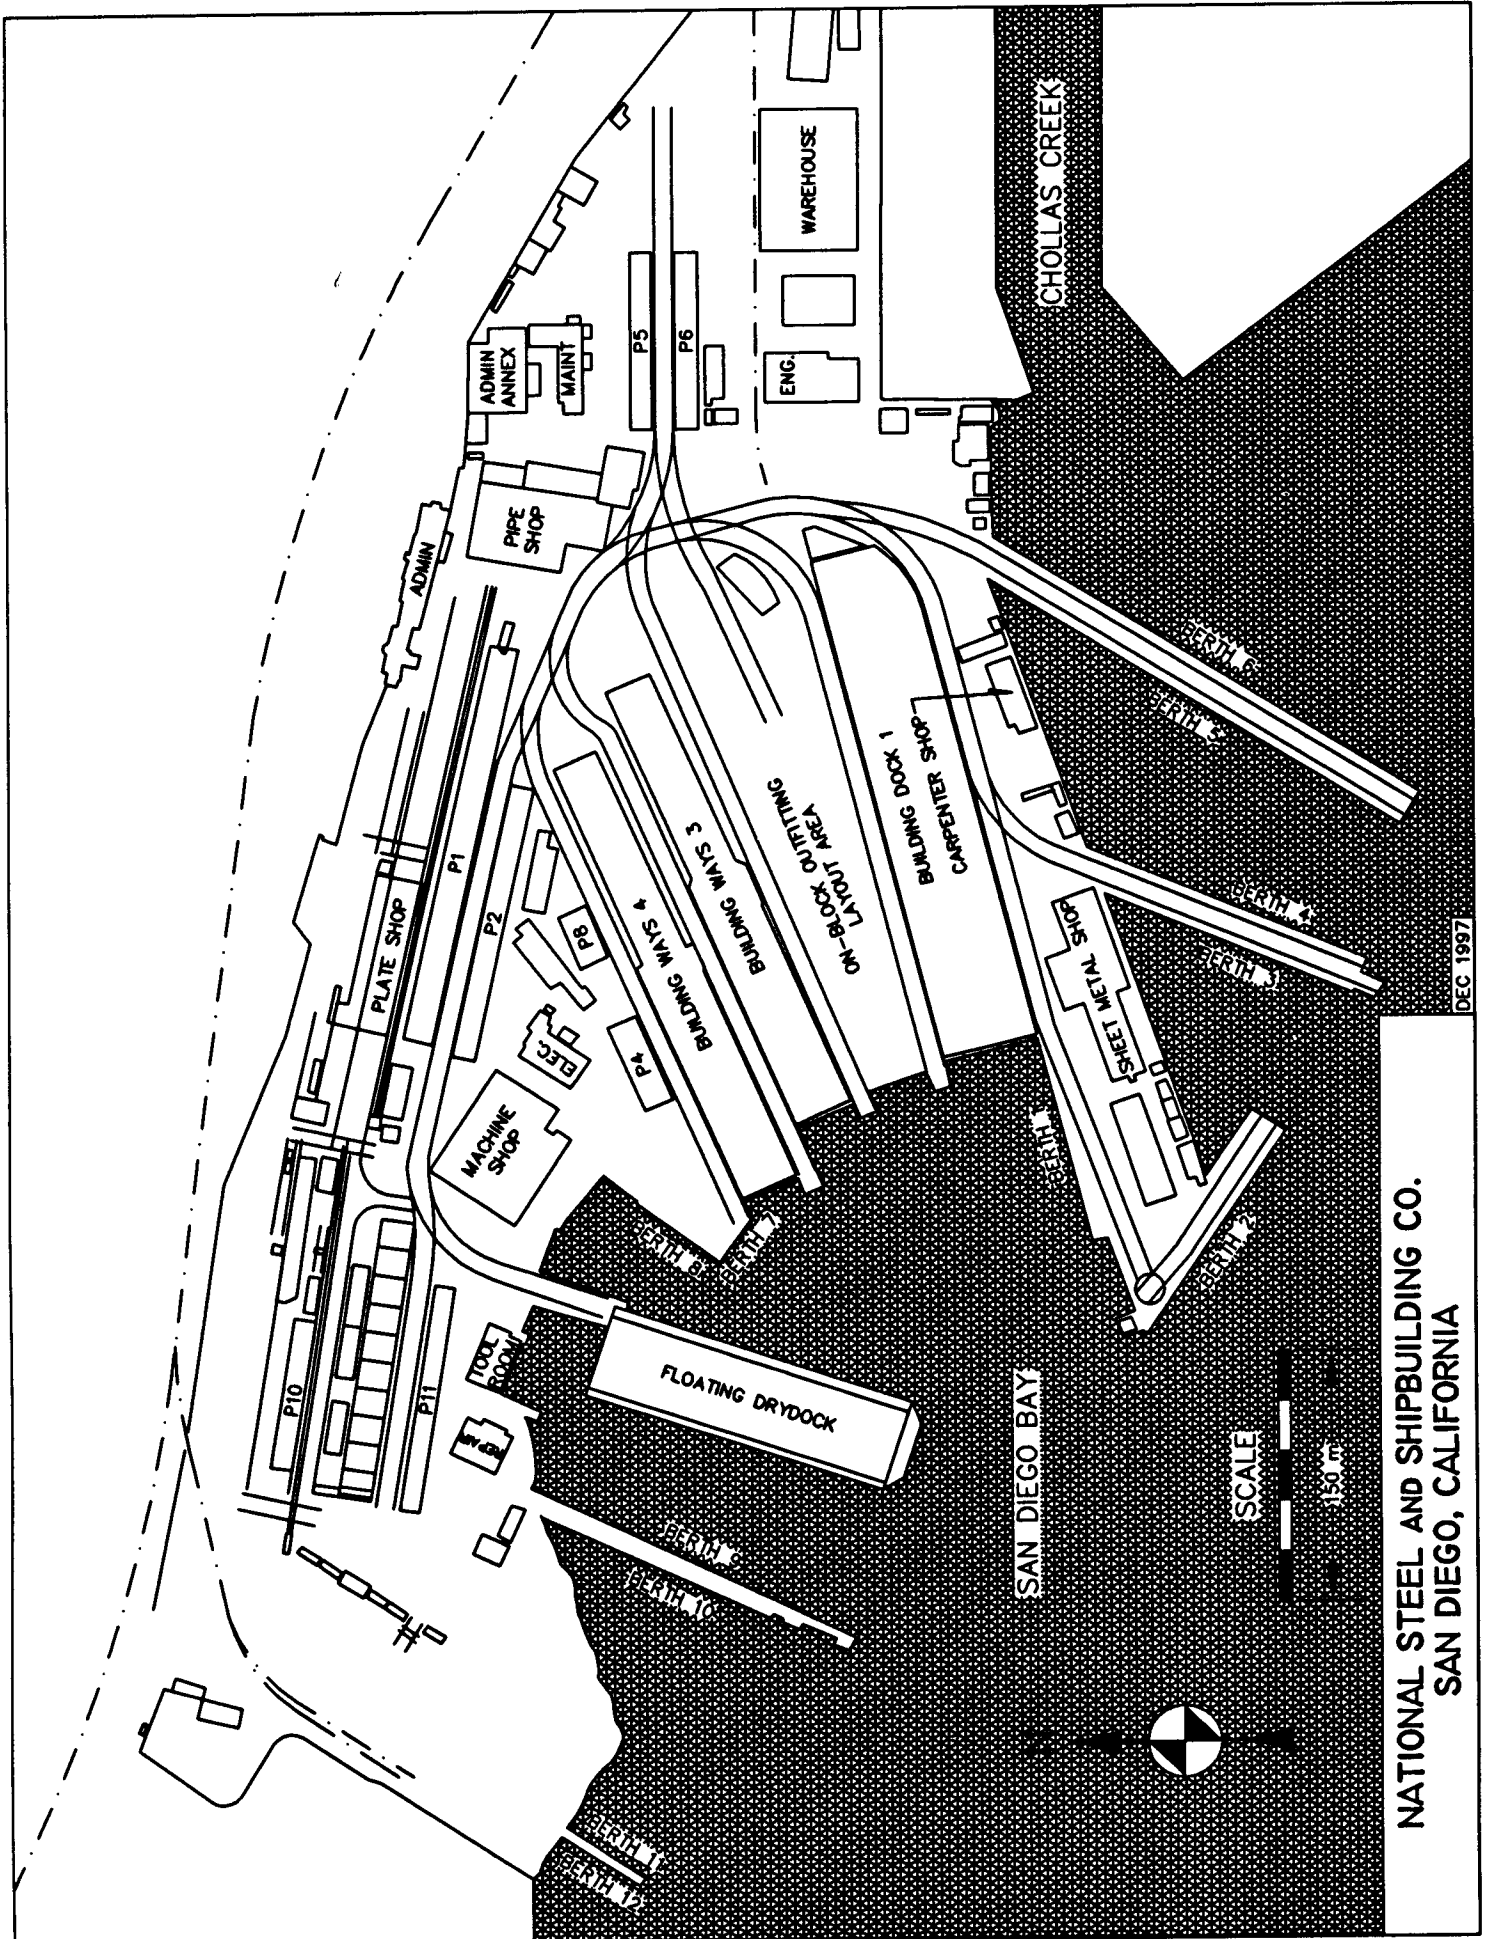 CHOLLAS CREEK
WAREHOUSE
P5
P6
ENG.
ADMIN
ANNEX
MAINT
PIPE
SHOP
ADMIN
PLATE SHOP
P1
P2
P8
P4
ELEC.
MACHINE
SHOP
BUILDING WAYS 4
BUILDING WAYS 3
ON-BLOCK OUTFITTING
LAYOUT AREA
BUILDING DOCK 1
CARPENTER SHOP
SHEET METAL SHOP
BERTH 6
BERTH 5
BERTH 4
BERTH 3
BERTH 2
BERTH 1
BERTH 7
BERTH 8
FLOATING DRYDOCK
TOOL
ROOM
REPAIR
P10
P11
BERTH 9
BERTH 10
BERTH 11
BERTH 12
SAN DIEGO BAY
SCALE
150 m
DEC 1997
NATIONAL STEEL AND SHIPBUILDING CO.
SAN DIEGO, CALIFORNIA